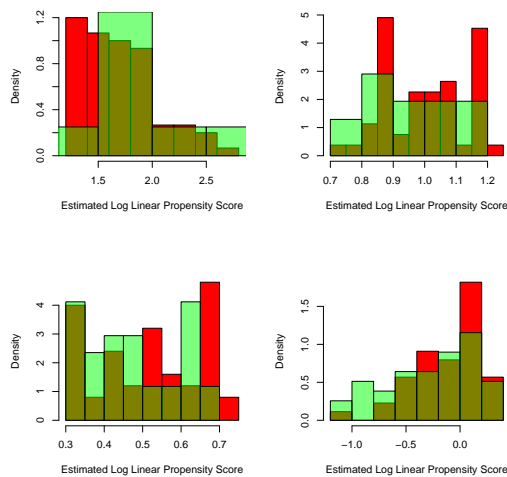 Density
0.0 0.4 0.8 1.2
1.5 2.0 2.5
Estimated Log Linear Propensity Score
Density
0 1 2 3 4 5
0.7 0.8 0.9 1.0 1.1 1.2
Estimated Log Linear Propensity Score
Density
0 1 2 3 4
0.3 0.4 0.5 0.6 0.7
Estimated Log Linear Propensity Score
Density
0.0 0.5 1.0 1.5
−1.0 −0.5 0.0
Estimated Log Linear Propensity Score